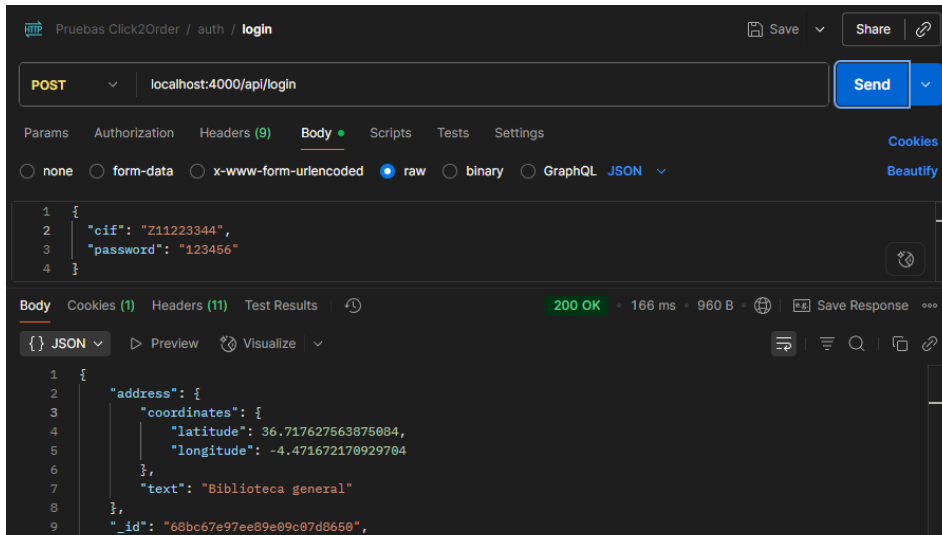 HTTP Pruebas Click2Order / auth / login Save Share
POST localhost:4000/api/login Send
Params Authorization Headers (9) Body Scripts Tests Settings Cookies
none form-data x-www-form-urlencoded raw binary GraphQL JSON Beautify
1 {
2 "cif": "Z11223344",
3 "password": "123456"
4 }
Body Cookies (1) Headers (11) Test Results 200 OK • 166 ms • 960 B • e.g. Save Response
{} JSON Preview Visualize
1 {
2 "address": {
3 "coordinates": {
4 "latitude": 36.717627563875084,
5 "longitude": -4.471672170929704
6 },
7 "text": "Biblioteca general"
8 },
9 "_id": "68bc67e97ee89e09c07d8650",